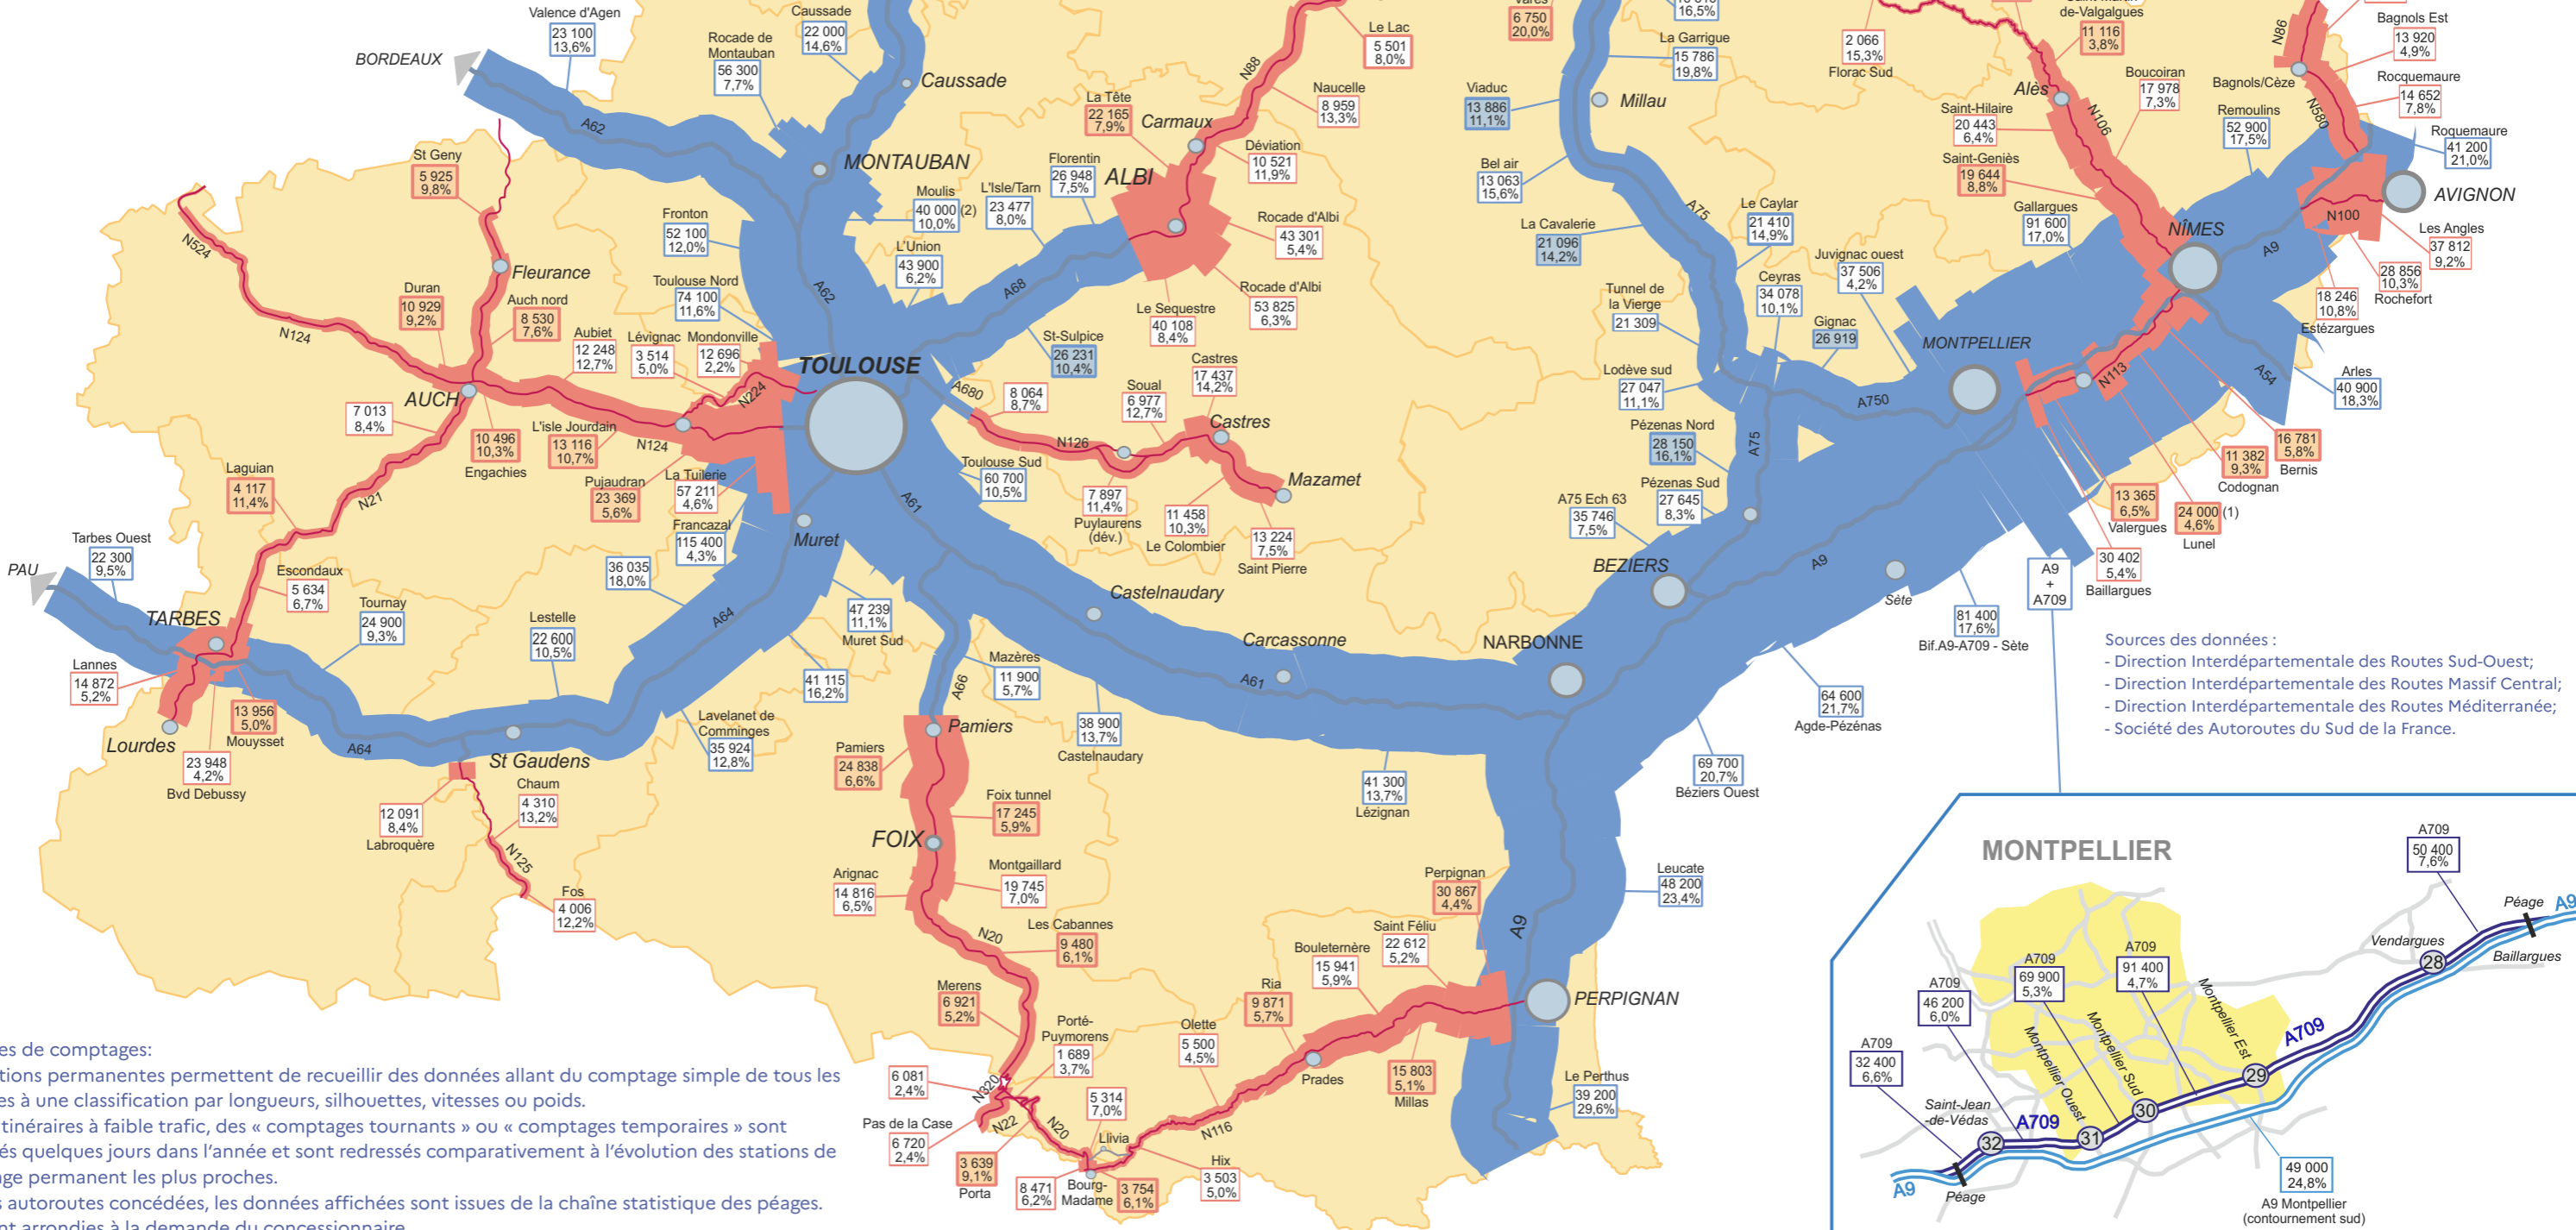 Valence d'Agen
23 100
13,6%
BORDEAUX
Rocade de
Montauban
56 300
7,7%
Caussade
22 000
14,6%
Caussade
A62
MONTAUBAN
St Geny
5 925
9,8%
N524
N124
Fleurance
Duran
10 929
9,2%
Auch nord
8 530
7,6%
Aubiet
12 248
12,7%
Lévignac
3 514
5,0%
Mondonville
12 696
2,2%
N224
Fronton
52 100
12,0%
Toulouse Nord
74 100
11,6%
A62
Moulis
40 000 (2)
10,0%
L'Union
43 900
6,2%
L'Isle/Tarn
23 477
8,0%
Florentin
26 948
7,5%
ALBI
La Tête
22 165
7,9%
Carmaux
N88
Le Lac
5 501
8,0%
Naucelle
8 959
13,3%
Déviation
10 521
11,9%
Rocade d'Albi
43 301
5,4%
Rocade d'Albi
53 825
6,3%
Le Sequestre
40 108
8,4%
A68
St-Sulpice
26 231
10,4%
TOULOUSE
A680
8 064
8,7%
Soual
6 977
12,7%
Castres
17 437
14,2%
Castres
N126
Mazamet
7 897
11,4%
Puylaurens
(dév.)
11 458
10,3%
Le Colombier
13 224
7,5%
Saint Pierre
Toulouse Sud
60 700
10,5%
A61
AUCH
7 013
8,4%
10 496
10,3%
Engachies
L'isle Jourdain
13 116
10,7%
N124
Pujaudran
23 369
5,6%
La Tuilerie
57 211
4,6%
Francazal
115 400
4,3%
Muret
Laguian
4 117
11,4%
N21
Tarbes Ouest
22 300
9,5%
PAU
TARBES
Escondaux
5 634
6,7%
Tournay
24 900
9,3%
Lestelle
22 600
10,5%
36 035
18,0%
A64
47 239
11,1%
Muret Sud
41 115
16,2%
Lavelanet de
Comminges
35 924
12,8%
Lannes
14 872
5,2%
Lourdes
13 956
5,0%
Mouysset
23 948
4,2%
Bvd Debussy
A64
St Gaudens
Chaum
4 310
13,2%
12 091
8,4%
Labroquère
N125
Fos
4 006
12,2%
Castelnaudary
Carcassonne
A61
Mazères
11 900
5,7%
A66
38 900
13,7%
Castelnaudary
Pamiers
Pamiers
24 838
6,6%
Foix tunnel
17 245
5,9%
FOIX
Montgaillard
19 745
7,0%
Arignac
14 816
6,5%
N20
Les Cabannes
9 480
6,1%
Merens
6 921
5,2%
Porté-
Puymorens
1 689
3,7%
6 081
2,4%
N320
Pas de la Case
6 720
2,4%
N22
N20
3 639
9,1%
Porta
5 314
7,0%
Llivia
8 471
6,2%
Bourg-
Madame
3 754
6,1%
Hix
3 503
5,0%
N116
Olette
5 500
4,5%
Ria
9 871
5,7%
Prades
Bouleternère
15 941
5,9%
Saint Féliu
22 612
5,2%
15 803
5,1%
Millas
Perpignan
30 867
4,4%
PERPIGNAN
Le Perthus
39 200
29,6%
A9
Leucate
48 200
23,4%
41 300
13,7%
Lézignan
NARBONNE
69 700
20,7%
Béziers Ouest
64 600
21,7%
Agde-Pézénas
BEZIERS
A9
Sète
81 400
17,6%
Bif.A9-A709 - Sète
A9
+
A709
6 750
20,0%
16,5%
La Garrigue
15 786
19,8%
Viaduc
13 886
11,1%
Millau
Bel air
13 063
15,6%
A75
La Cavalerie
21 096
14,2%
Le Caylar
21 410
14,9%
Tunnel de
la Vierge
21 309
Ceyras
34 078
10,1%
Juvignac ouest
37 506
4,2%
Gignac
26 919
Lodève sud
27 047
11,1%
A750
A75
Pézenas Nord
28 150
16,1%
Pézenas Sud
27 645
8,3%
A75 Ech 63
35 746
7,5%
MONTPELLIER
2 066
15,3%
Florac Sud
de-Valgalgues
11 116
3,8%
Alès
N106
Boucoiran
17 978
7,3%
Saint-Hilaire
20 443
6,4%
Saint-Geniès
19 644
8,8%
Gallargues
91 600
17,0%
NÎMES
Remoulins
52 900
17,5%
N86
Bagnols Est
13 920
4,9%
Bagnols/Cèze
Rocquemaure
14 652
7,8%
N580
Roquemaure
41 200
21,0%
AVIGNON
N100
A9
Les Angles
37 812
9,2%
28 856
10,3%
Rochefort
18 246
10,8%
Estézargues
A54
Arles
40 900
18,3%
N113
16 781
5,8%
Bernis
11 382
9,3%
Codognan
24 000 (1)
4,6%
Lunel
13 365
6,5%
Valergues
30 402
5,4%
Baillargues
Sources des données :
- Direction Interdépartementale des Routes Sud-Ouest;
- Direction Interdépartementale des Routes Massif Central;
- Direction Interdépartementale des Routes Méditerranée;
- Société des Autoroutes du Sud de la France.
es de comptages:
tions permanentes permettent de recueillir des données allant du comptage simple de tous les
es à une classification par longueurs, silhouettes, vitesses ou poids.
itinéraires à faible trafic, des « comptages tournants » ou « comptages temporaires » sont
és quelques jours dans l'année et sont redressés comparativement à l'évolution des stations de
age permanent les plus proches.
s autoroutes concédées, les données affichées sont issues de la chaîne statistique des péages.
nt arrondies à la demande du concessionnaire.
MONTPELLIER
A709
50 400
7,6%
Péage
A9
Vendargues
28
Baillargues
A709
91 400
4,7%
A709
69 900
5,3%
A709
46 200
6,0%
A709
32 400
6,6%
Montpellier Est
Montpellier Sud
Montpellier Ouest
A709
29
30
31
A709
32
Saint-Jean
-de-Védas
A9
Péage
49 000
24,8%
A9 Montpellier
(contournement sud)